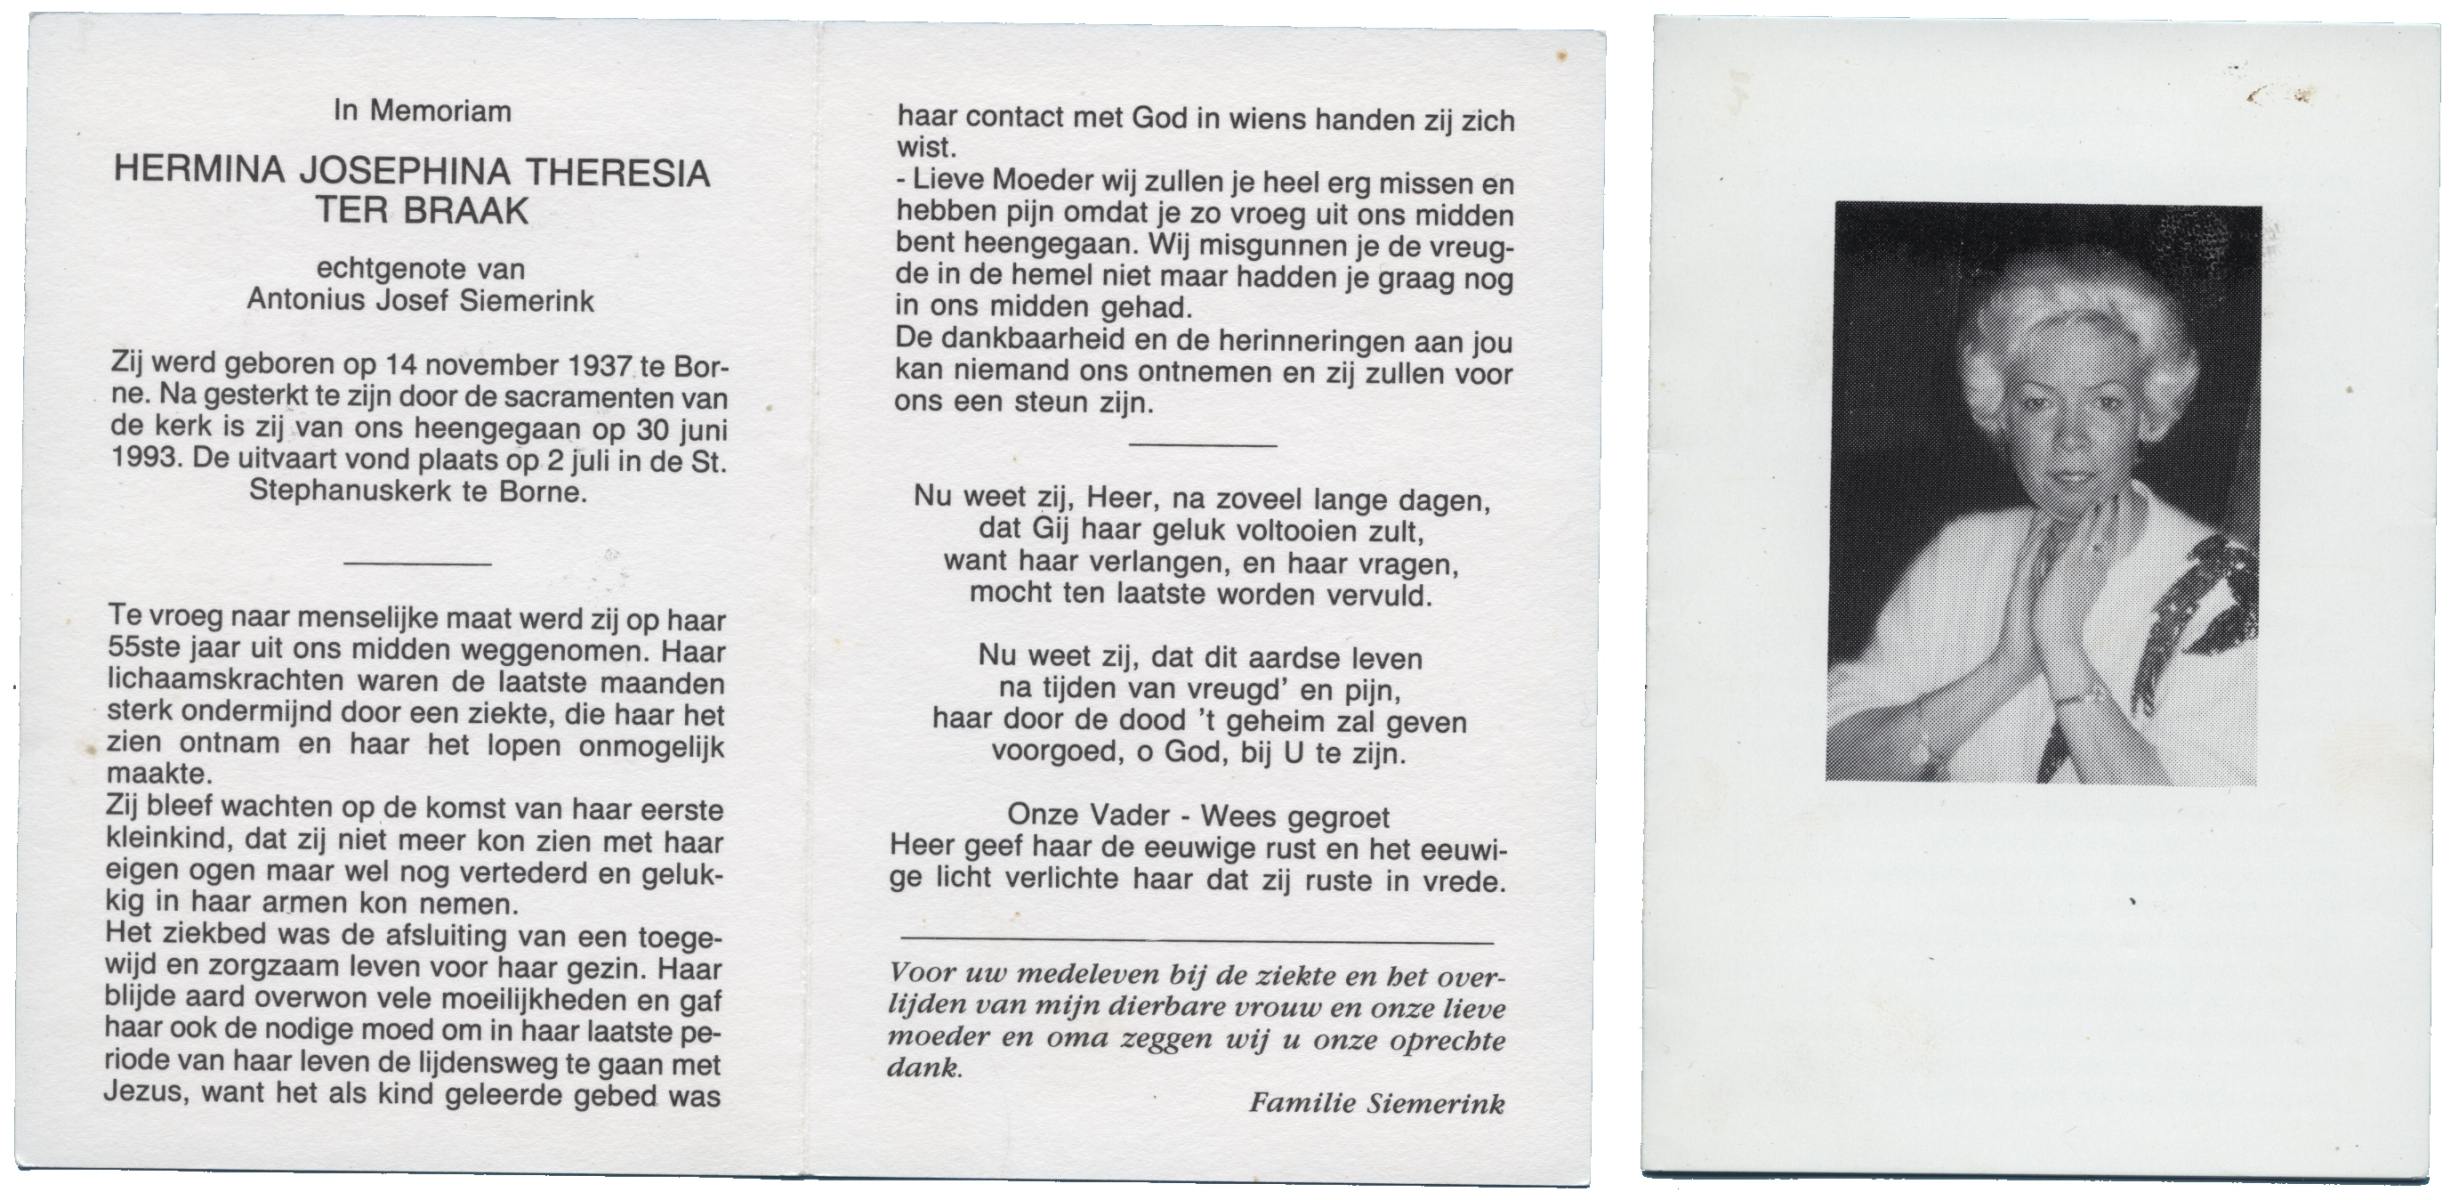 In Memoriam
HERMINA JOSEPHINA THERESIA
TER BRAAK
echtgenote van
Antonius Josef Siemerink
Zij werd geboren op 14 november 1937 te Bor-
ne. Na gesterkt te zijn door de sacramenten van
de kerk is zij van ons heengegaan op 30 juni
1993. De uitvaart vond plaats op 2 juli in de St.
Stephanuskerk te Borne.
Te vroeg naar menselijke maat werd zij op haar
55ste jaar uit ons midden weggenomen. Haar
lichaamskrachten waren de laatste maanden
sterk ondermijnd door een ziekte, die haar het
zien ontnam en haar het lopen onmogelijk
maakte.
Zij bleef wachten op de komst van haar eerste
kleinkind, dat zij niet meer kon zien met haar
eigen ogen maar wel nog vertederd en geluk-
kig in haar armen kon nemen.
Het ziekbed was de afsluiting van een toege-
wijd en zorgzaam leven voor haar gezin. Haar
blijde aard overwon vele moeilijkheden en gaf
haar ook de nodige moed om in haar laatste pe-
riode van haar leven de lijdensweg te gaan met
Jezus, want het als kind geleerde gebed was
haar contact met God in wiens handen zij zich
wist.
- Lieve Moeder wij zullen je heel erg missen en
hebben pijn omdat je zo vroeg uit ons midden
bent heengegaan. Wij misgunnen je de vreug-
de in de hemel niet maar hadden je graag nog
in ons midden gehad.
De dankbaarheid en de herinneringen aan jou
kan niemand ons ontnemen en zij zullen voor
ons een steun zijn.
Nu weet zij, Heer, na zoveel lange dagen,
dat Gij haar geluk voltooien zult,
want haar verlangen, en haar vragen,
mocht ten laatste worden vervuld.
Nu weet zij, dat dit aardse leven
na tijden van vreugd' en pijn,
haar door de dood 't geheim zal geven
voorgoed, o God, bij U te zijn.
Onze Vader - Wees gegroet
Heer geef haar de eeuwige rust en het eeuwi-
ge licht verlichte haar dat zij ruste in vrede.
Voor uw medeleven bij de ziekte en het over-
lijden van mijn dierbare vrouw en onze lieve
moeder en oma zeggen wij u onze oprechte
dank.
Familie Siemerink